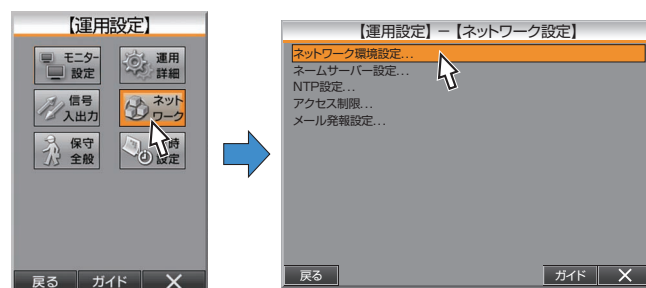 【運用設定】
モニター
設定
運用
詳細
信号
入出力
ネット
ワーク
保守
全般
時
設定
戻る
ガイド
【運用設定】－【ネットワーク設定】
ネットワーク環境設定...
ネームサーバー設定...
NTP設定...
アクセス制限...
メール発報設定...
戻る
ガイド